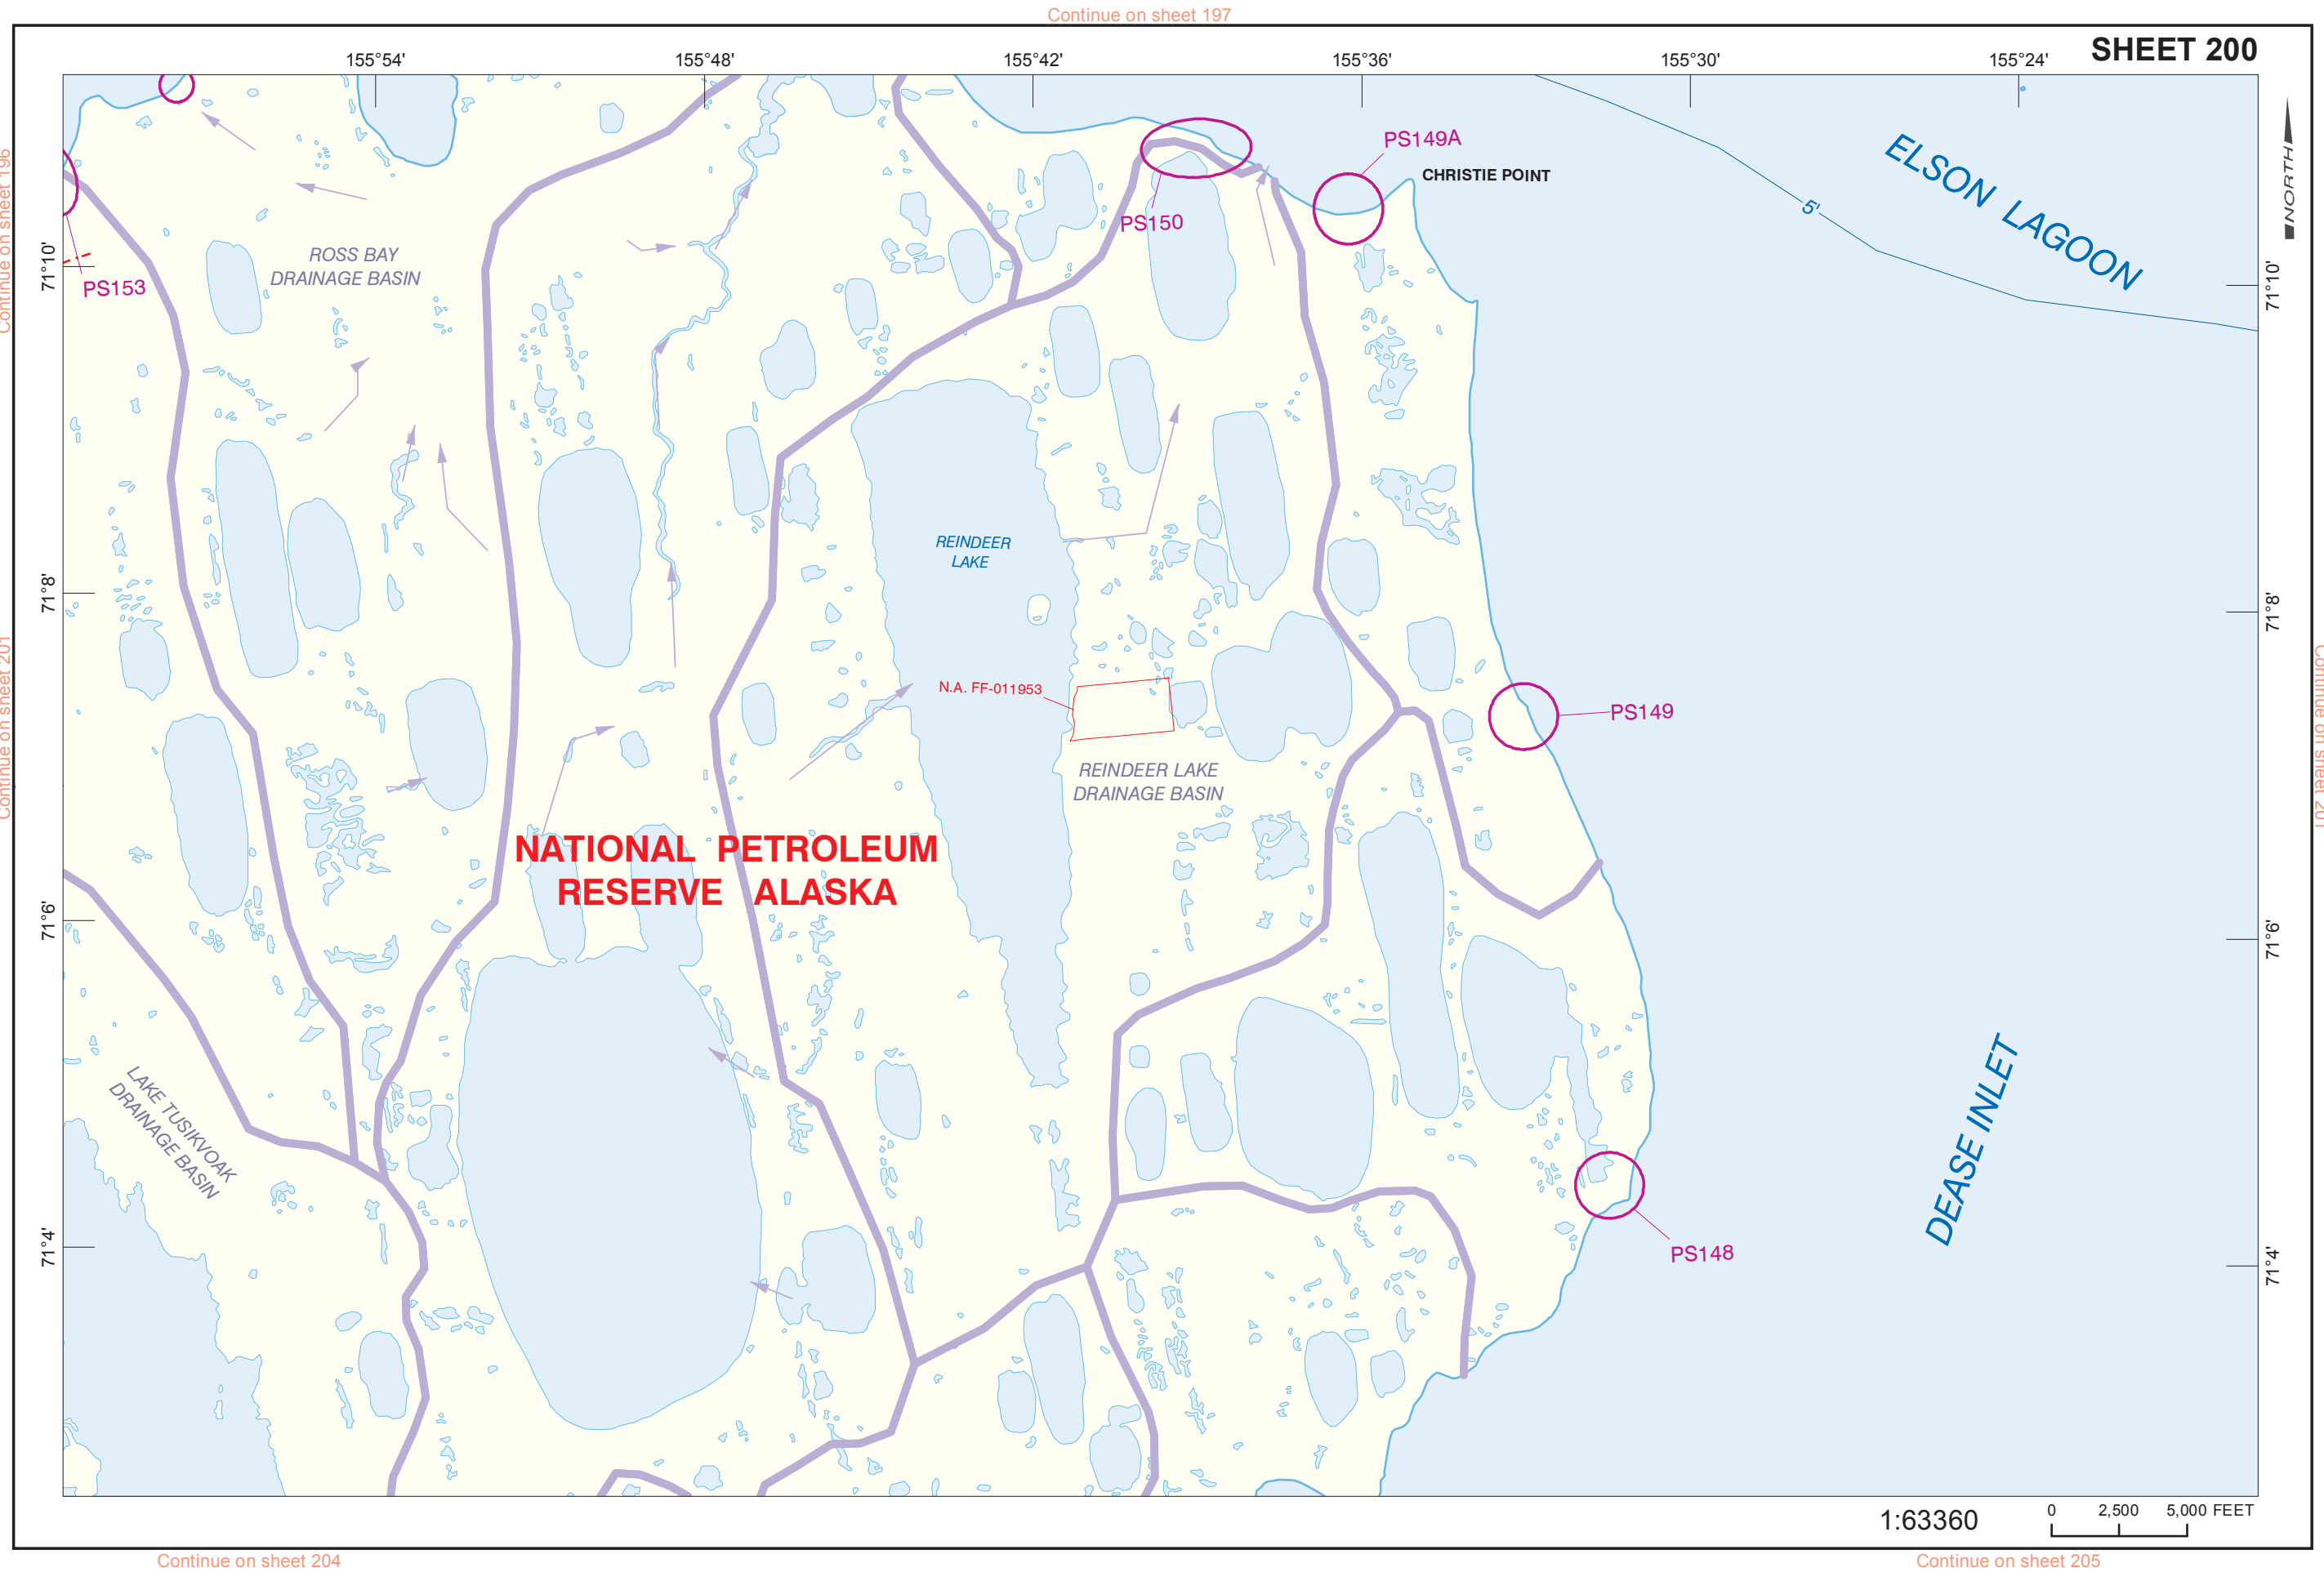 Continue on sheet 197
SHEET 200
155°54'
155°48'
155°42'
155°36'
155°30'
155°24'
NORTH
Continue on sheet 196
ELSON LAGOON
5'
PS149A
CHRISTIE POINT
PS150
71°10'
71°10'
ROSS BAY
DRAINAGE BASIN
PS153
REINDEER
LAKE
71°8'
71°8'
Continue on sheet 201
Continue on sheet 201
N.A. FF-011953
PS149
REINDEER LAKE
DRAINAGE BASIN
NATIONAL PETROLEUM
RESERVE ALASKA
71°6'
71°6'
LAKE TUSIKVOAK
DRAINAGE BASIN
DEASE INLET
71°4'
71°4'
PS148
1:63360
0 2,500 5,000 FEET
Continue on sheet 204
Continue on sheet 205